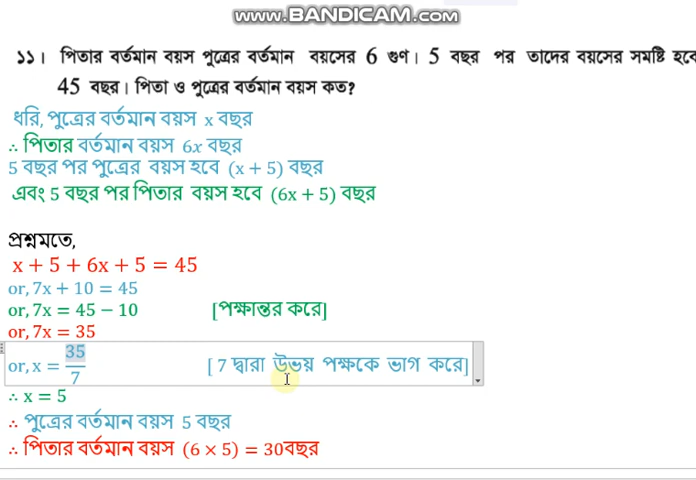 www.BANDICAM.com
১১। পিতার বর্তমান বয়স পুত্রের বর্তমান বয়সের 6 গুণ। 5 বছর পর তাদের বয়সের সমষ্টি হবে
45 বছর। পিতা ও পুত্রের বর্তমান বয়স কত?
ধরি, পুত্রের বর্তমান বয়স x বছর
∴ পিতার বর্তমান বয়স 6x বছর
5 বছর পর পুত্রের বয়স হবে (x + 5) বছর
এবং 5 বছর পর পিতার বয়স হবে (6x + 5) বছর
প্রশ্নমতে,
x + 5 + 6x + 5 = 45
or, 7x + 10 = 45
or, 7x = 45 − 10 [পক্ষান্তর করে]
or, 7x = 35
or, x = 35/7 [ 7 দ্বারা উভয় পক্ষকে ভাগ করে]
∴ x = 5
∴ পুত্রের বর্তমান বয়স 5 বছর
∴ পিতার বর্তমান বয়স (6 × 5) = 30বছর